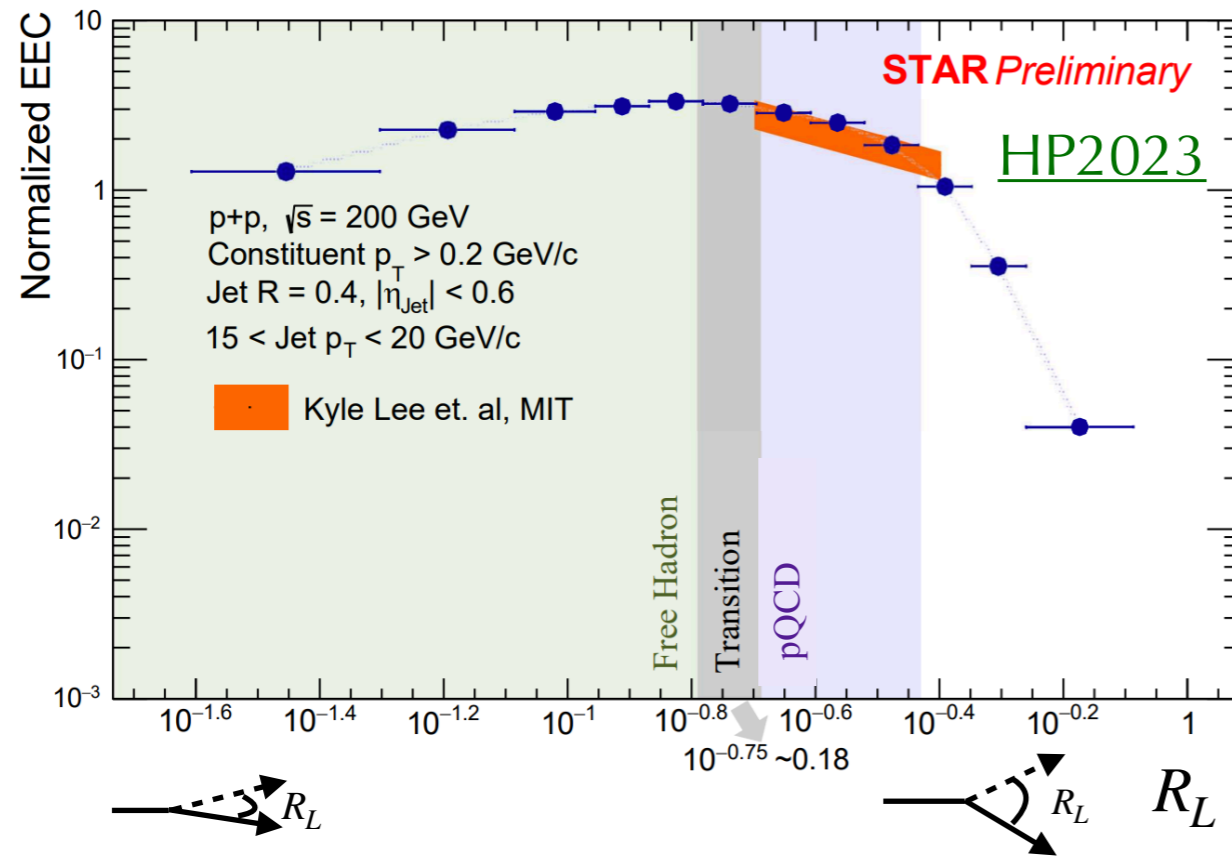 Normalized EEC
10
1
10⁻¹
10⁻²
10⁻³
STAR Preliminary
HP2023
p+p, √s = 200 GeV
Constituent p_T > 0.2 GeV/c
Jet R = 0.4, |η_Jet| < 0.6
15 < Jet p_T < 20 GeV/c
Kyle Lee et. al, MIT
Free Hadron
Transition
pQCD
10⁻¹·⁶ 10⁻¹·⁴ 10⁻¹·² 10⁻¹ 10⁻⁰·⁸ 10⁻⁰·⁶ 10⁻⁰·⁴ 10⁻⁰·² 1
10⁻⁰·⁷⁵ ~0.18
R_L
R_L
R_L